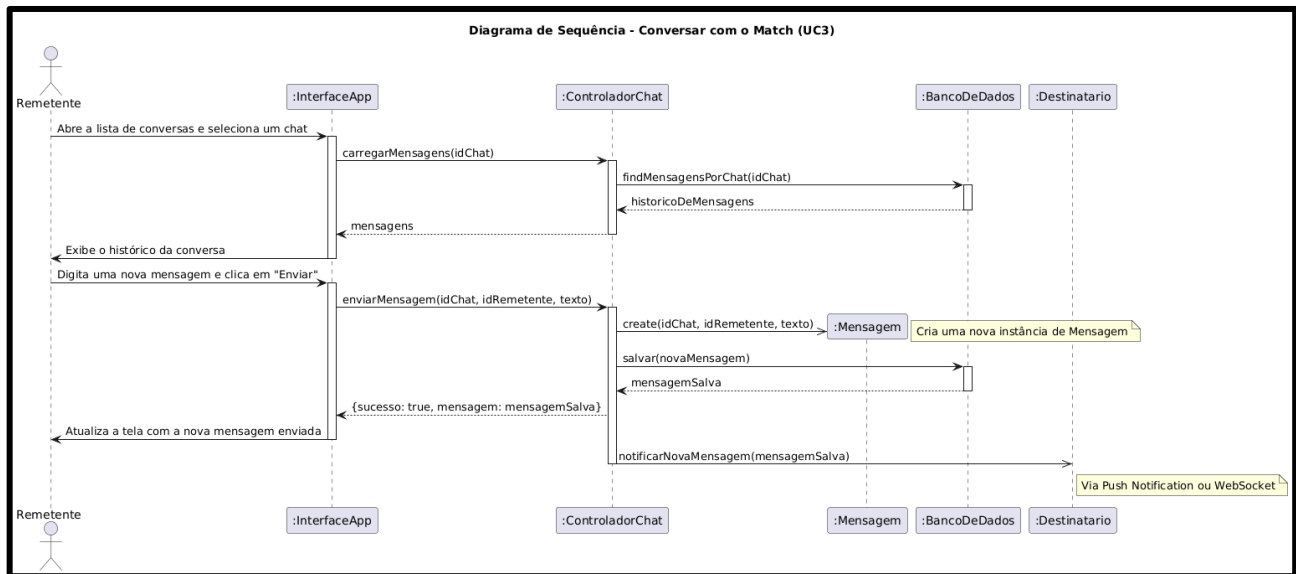 Diagrama de Sequência - Conversar com o Match (UC3)
Remetente
:InterfaceApp
:ControladorChat
:BancoDeDados
:Destinatario
Abre a lista de conversas e seleciona um chat
carregarMensagens(idChat)
findMensagensPorChat(idChat)
historicoDeMensagens
mensagens
Exibe o histórico da conversa
Digita uma nova mensagem e clica em "Enviar"
enviarMensagem(idChat, idRemetente, texto)
create(idChat, idRemetente, texto)
:Mensagem
Cria uma nova instância de Mensagem
salvar(novaMensagem)
mensagemSalva
{sucesso: true, mensagem: mensagemSalva}
Atualiza a tela com a nova mensagem enviada
notificarNovaMensagem(mensagemSalva)
Via Push Notification ou WebSocket
Remetente
:InterfaceApp
:ControladorChat
:Mensagem
:BancoDeDados
:Destinatario